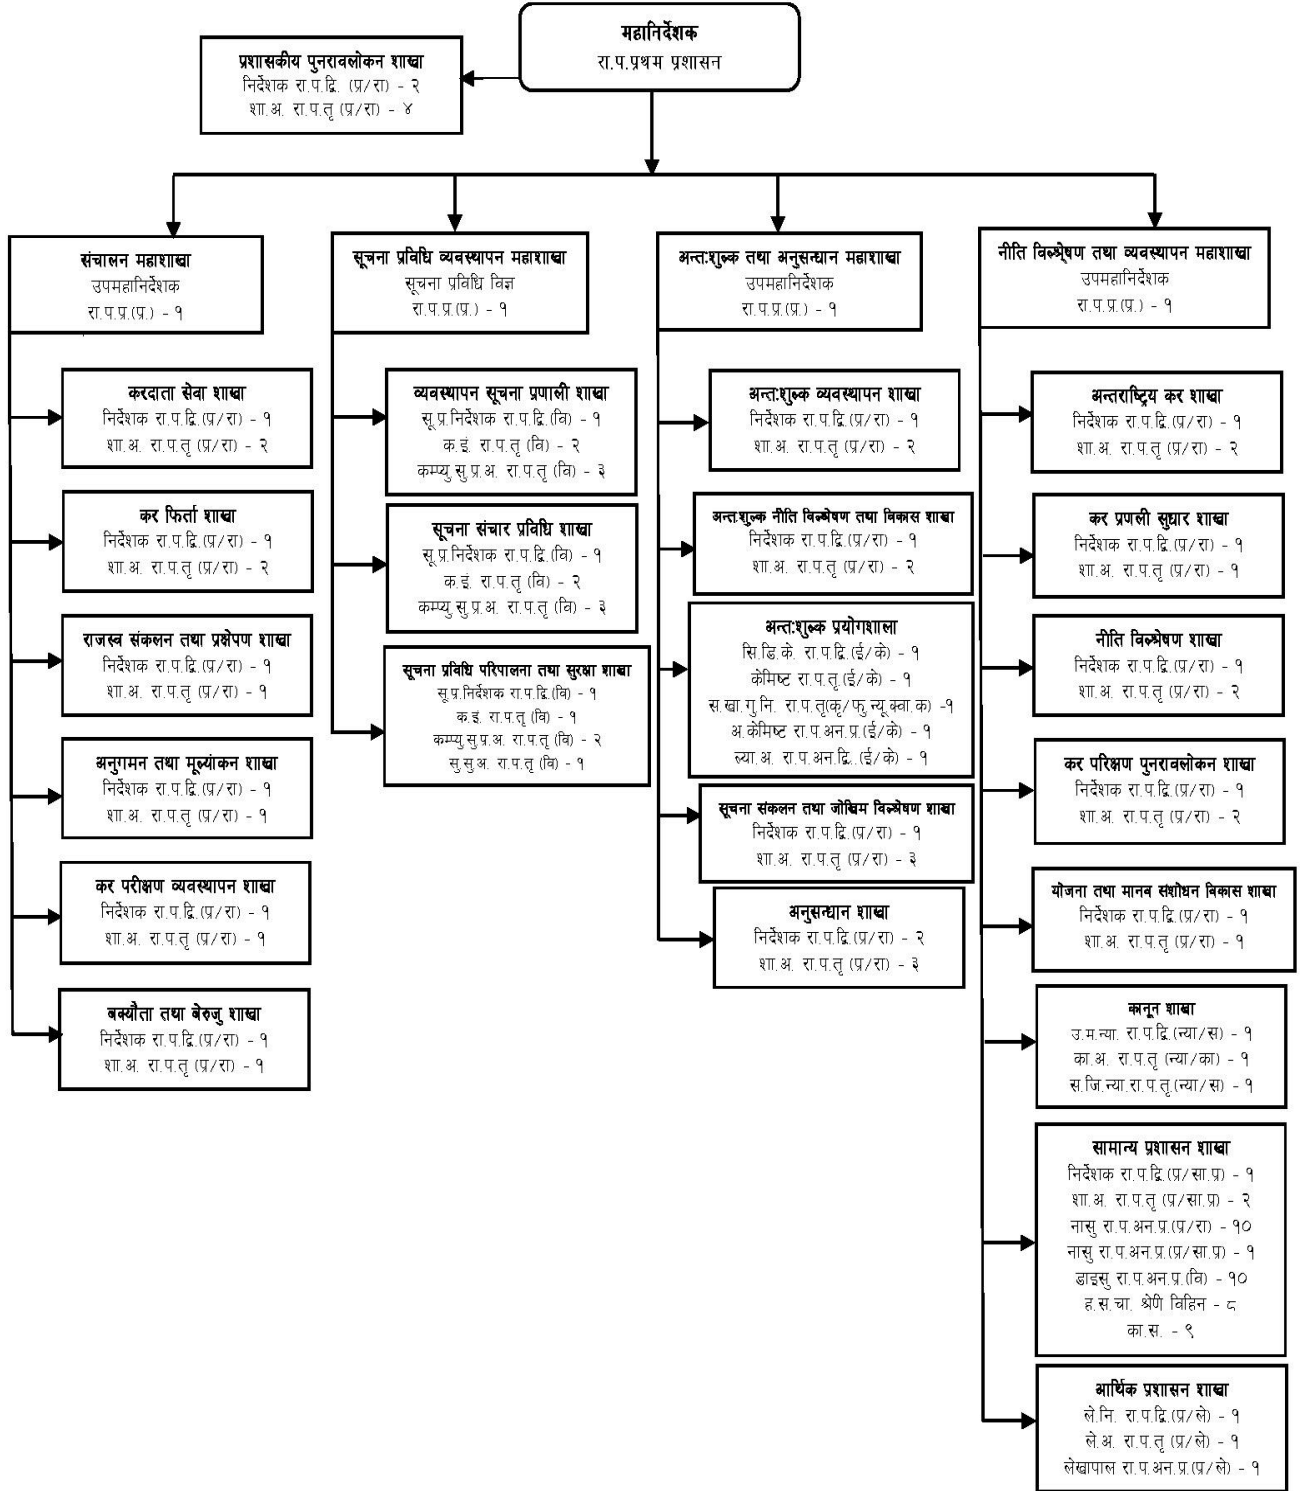 महानिर्देशक
रा.प.प्रथम प्रशासन
प्रशासकीय पुनरावलोकन शाखा
निर्देशक रा.प.द्वि. (प्र/रा) - २
शा.अ. रा.प.तृ (प्र/रा) - ४
संचालन महाशाखा
उपमहानिर्देशक
रा.प.प्र.(प्र.) - १
करदाता सेवा शाखा
निर्देशक रा.प.द्वि.(प्र/रा) - १
शा.अ. रा.प.तृ (प्र/रा) - २
कर फिर्ता शाखा
निर्देशक रा.प.द्वि.(प्र/रा) - १
शा.अ. रा.प.तृ (प्र/रा) - २
राजस्व संकलन तथा प्रक्षेपण शाखा
निर्देशक रा.प.द्वि.(प्र/रा) - १
शा.अ. रा.प.तृ (प्र/रा) - १
अनुगमन तथा मूल्यांकन शाखा
निर्देशक रा.प.द्वि.(प्र/रा) - १
शा.अ. रा.प.तृ (प्र/रा) - १
कर परीक्षण व्यवस्थापन शाखा
निर्देशक रा.प.द्वि.(प्र/रा) - १
शा.अ. रा.प.तृ (प्र/रा) - १
बक्यौता तथा बेरुजु शाखा
निर्देशक रा.प.द्वि.(प्र/रा) - १
शा.अ. रा.प.तृ (प्र/रा) - १
सूचना प्रविधि व्यवस्थापन महाशाखा
सूचना प्रविधि विज्ञ
रा.प.प्र.(प्र.) - १
व्यवस्थापन सूचना प्रणाली शाखा
सू.प्र.निर्देशक रा.प.द्वि.(वि) - १
क.इं. रा.प.तृ (वि) - २
कम्प्यु.सु.प्र.अ. रा.प.तृ (वि) - ३
सूचना संचार प्रविधि शाखा
सू.प्र.निर्देशक रा.प.द्वि.(वि) - १
क.इं. रा.प.तृ (वि) - २
कम्प्यु.सु.प्र.अ. रा.प.तृ (वि) - ३
सूचना प्रविधि परिपालना तथा सुरक्षा शाखा
सू.प्र.निर्देशक रा.प.द्वि.(वि) - १
क.इं. रा.प.तृ (वि) - १
कम्प्यु.सु.प्र.अ. रा.प.तृ (वि) - २
सु.सु.अ. रा.प.तृ (वि) - १
अन्त:शुल्क तथा अनुसन्धान महाशाखा
उपमहानिर्देशक
रा.प.प्र.(प्र.) - १
अन्त:शुल्क व्यवस्थापन शाखा
निर्देशक रा.प.द्वि.(प्र/रा) - १
शा.अ. रा.प.तृ (प्र/रा) - २
अन्त:शुल्क नीति विश्लेषण तथा विकास शाखा
निर्देशक रा.प.द्वि.(प्र/रा) - १
शा.अ. रा.प.तृ (प्र/रा) - २
अन्त:शुल्क प्रयोगशाला
सि.डि.के. रा.प.द्वि.(ई/के) - १
केमिष्ट रा.प.तृ(ई/के) - १
स.खा.गु.नि. रा.प.तृ(कृ/फु.न्यू.क्वा.क) -१
अ.केमिष्ट रा.प.अन.प्र.(ई/के) - १
ल्या.अ. रा.प.अन.द्वि..(ई/के) - १
सूचना संकलन तथा जोखिम विश्लेषण शाखा
निर्देशक रा.प.द्वि.(प्र/रा) - १
शा.अ. रा.प.तृ (प्र/रा) - ३
अनुसन्धान शाखा
निर्देशक रा.प.द्वि.(प्र/रा) - २
शा.अ. रा.प.तृ (प्र/रा) - ३
नीति विश्लेषण तथा व्यवस्थापन महाशाखा
उपमहानिर्देशक
रा.प.प्र.(प्र.) - १
अन्तराष्ट्रिय कर शाखा
निर्देशक रा.प.द्वि.(प्र/रा) - १
शा.अ. रा.प.तृ (प्र/रा) - २
कर प्रणली सुधार शाखा
निर्देशक रा.प.द्वि.(प्र/रा) - १
शा.अ. रा.प.तृ (प्र/रा) - १
नीति विश्लेषण शाखा
निर्देशक रा.प.द्वि.(प्र/रा) - १
शा.अ. रा.प.तृ (प्र/रा) - २
कर परिक्षण पुनरावलोकन शाखा
निर्देशक रा.प.द्वि.(प्र/रा) - १
शा.अ. रा.प.तृ (प्र/रा) - २
योजना तथा मानब संशोधन बिकास शाखा
निर्देशक रा.प.द्वि.(प्र/रा) - १
शा.अ. रा.प.तृ (प्र/रा) - १
कानून शाखा
उ.म.न्या. रा.प.द्वि.(न्या/स) - १
का.अ. रा.प.तृ (न्या/का) - १
स.जि.न्या.रा.प.तृ.(न्या/स) - १
सामान्य प्रशासन शाखा
निर्देशक रा.प.द्वि.(प्र/सा.प्र) - १
शा.अ. रा.प.तृ (प्र/सा.प्र) - २
नासु रा.प.अन.प्र.(प्र/रा) - १०
नासु रा.प.अन.प्र.(प्र/सा.प्र) - १
डाइसु रा.प.अन.प्र.(वि) - १०
ह.स.चा. श्रेणी विहिन - ८
का.स. - ९
आर्थिक प्रशासन शाखा
ले.नि. रा.प.द्वि.(प्र/ले) - १
ले.अ. रा.प.तृ (प्र/ले) - १
लेखापाल रा.प.अन.प्र.(प्र/ले) - १